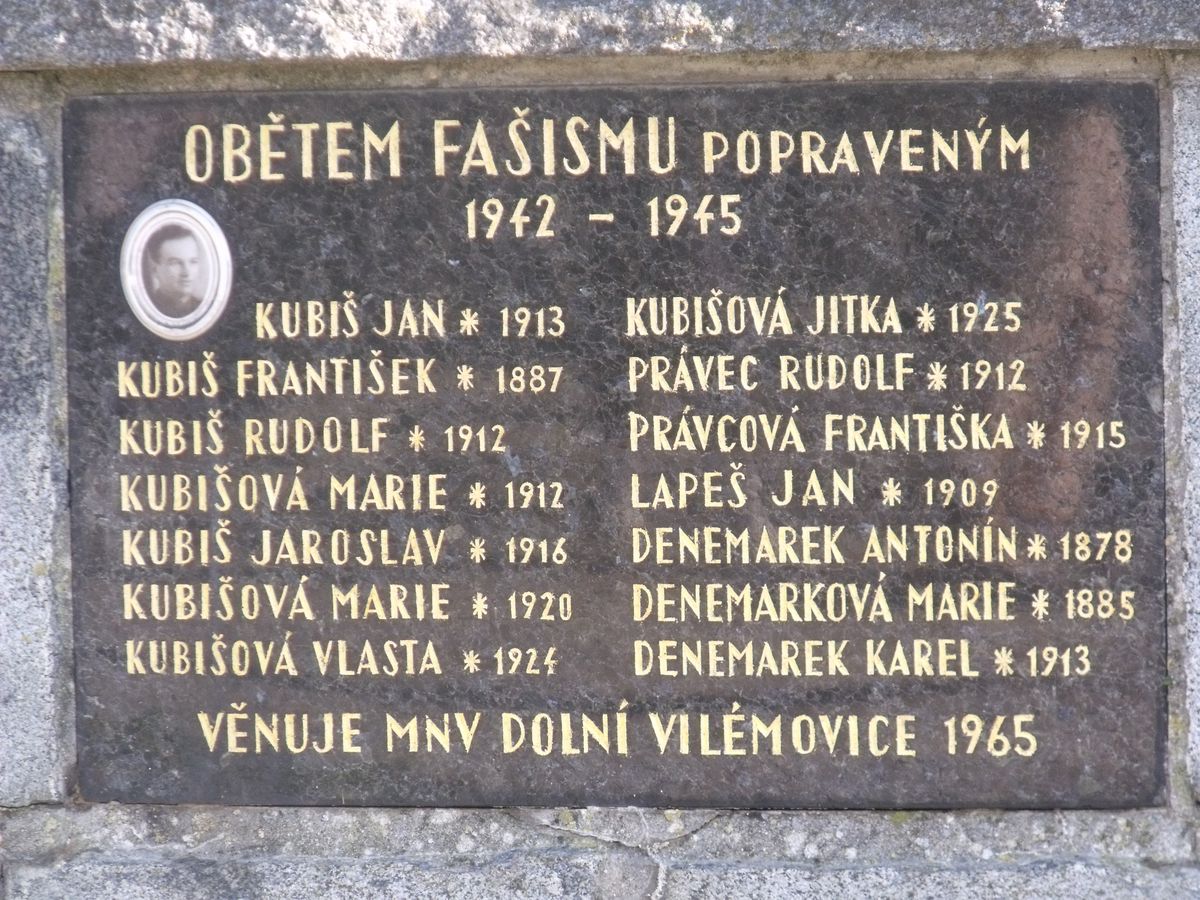 OBĚTEM FAŠISMU POPRAVENÝM
1942 - 1945
KUBIŠ JAN * 1913
KUBIŠ FRANTIŠEK * 1887
KUBIŠ RUDOLF * 1912
KUBIŠOVÁ MARIE * 1912
KUBIŠ JAROSLAV * 1916
KUBIŠOVÁ MARIE * 1920
KUBIŠOVÁ VLASTA * 1924
KUBIŠOVÁ JITKA * 1925
PRÁVEC RUDOLF * 1912
PRÁVCOVÁ FRANTIŠKA * 1915
LAPEŠ JAN * 1909
DENEMAREK ANTONÍN * 1878
DENEMARKOVÁ MARIE * 1885
DENEMAREK KAREL * 1913
VĚNUJE MNV DOLNÍ VILÉMOVICE 1965